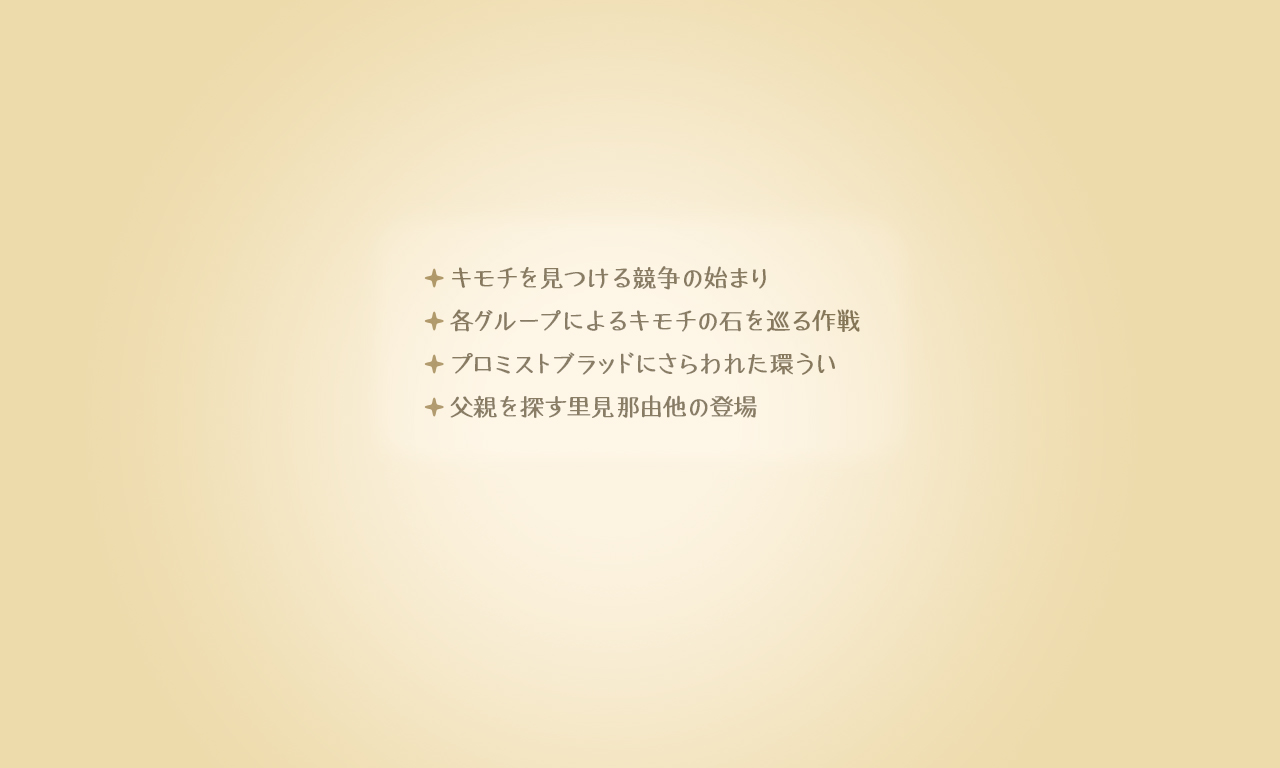 キモチを見つける競争の始まり
各グループによるキモチの石を巡る作戦
プロミストブラッドにさらわれた環うい
父親を探す里見那由他の登場